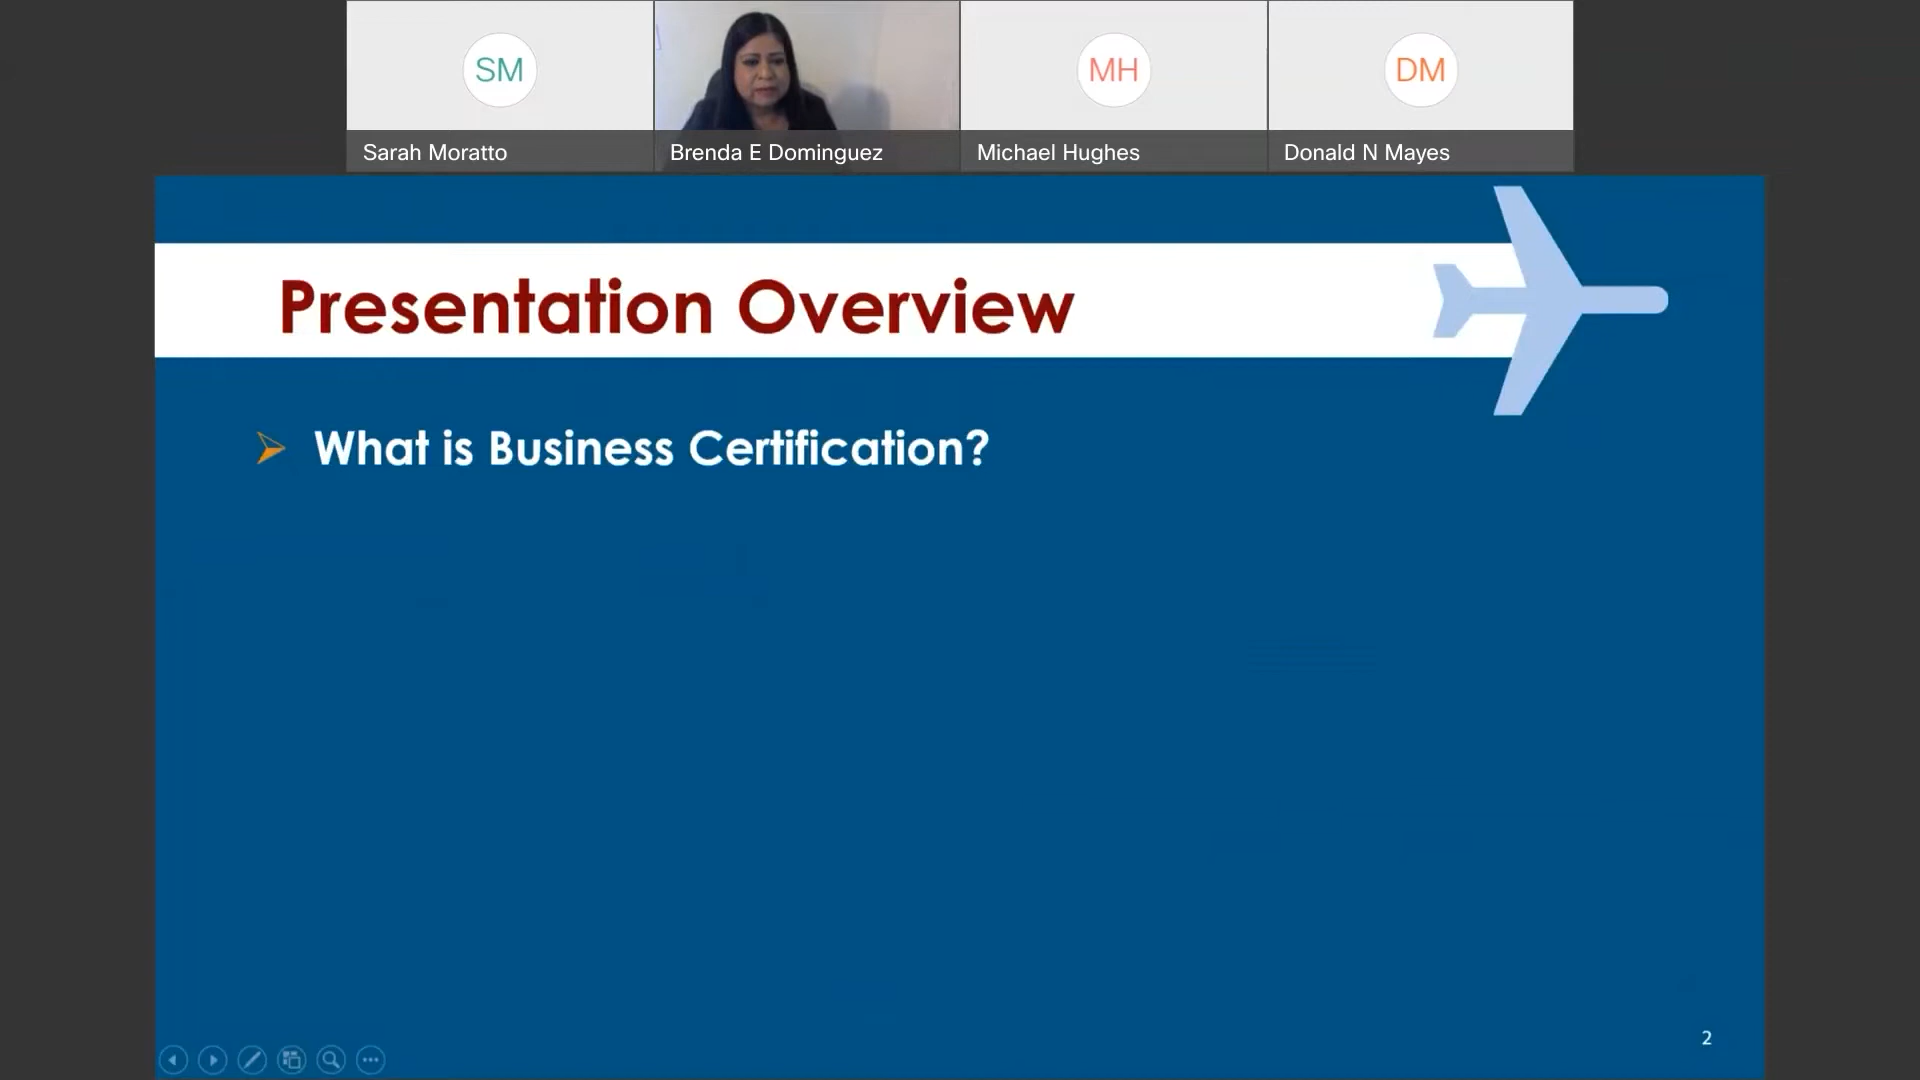 SM
MH
DM
Sarah Moratto
Brenda E Dominguez
Michael Hughes
Donald N Mayes
Presentation Overview
What is Business Certification?
2